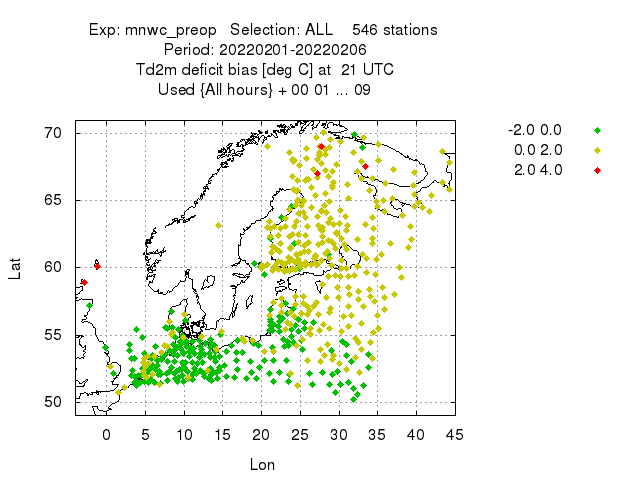 Exp: mnwc_preop   Selection: ALL    546 stations
Period: 20220201-20220206
Td2m deficit bias [deg C] at  21 UTC
Used {All hours} + 00 01 ... 09
-2.0 0.0
0.0 2.0
2.0 4.0
70
65
60
55
50
Lat
0 5 10 15 20 25 30 35 40 45
Lon